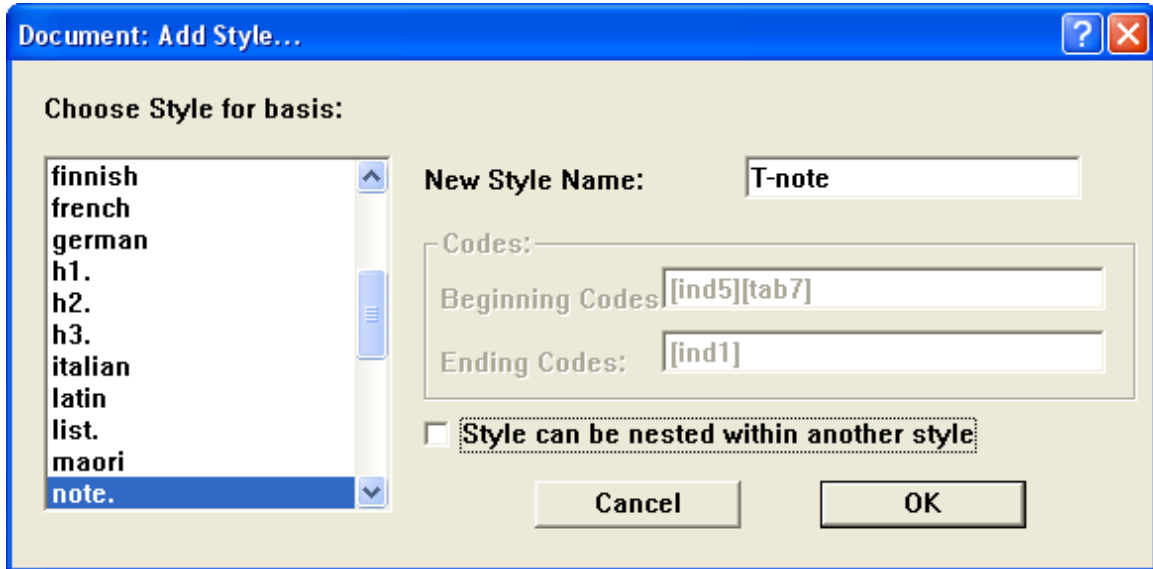 Document: Add Style...
Choose Style for basis:
finnish
french
german
h1.
h2.
h3.
italian
latin
list.
maori
note.
New Style Name: T-note
Codes:
Beginning Codes [ind5][tab7]
Ending Codes: [ind1]
Style can be nested within another style
Cancel OK